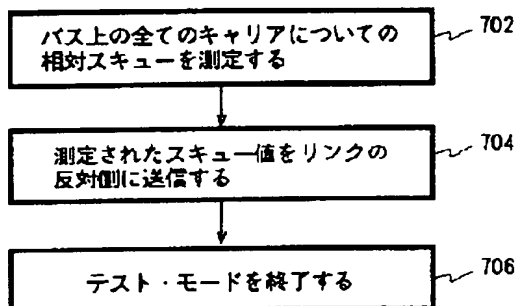 バス上の全てのキャリアについての
相対スキューを測定する
702
測定されたスキュー値をリンクの
反対側に送信する
704
テスト・モードを終了する
706